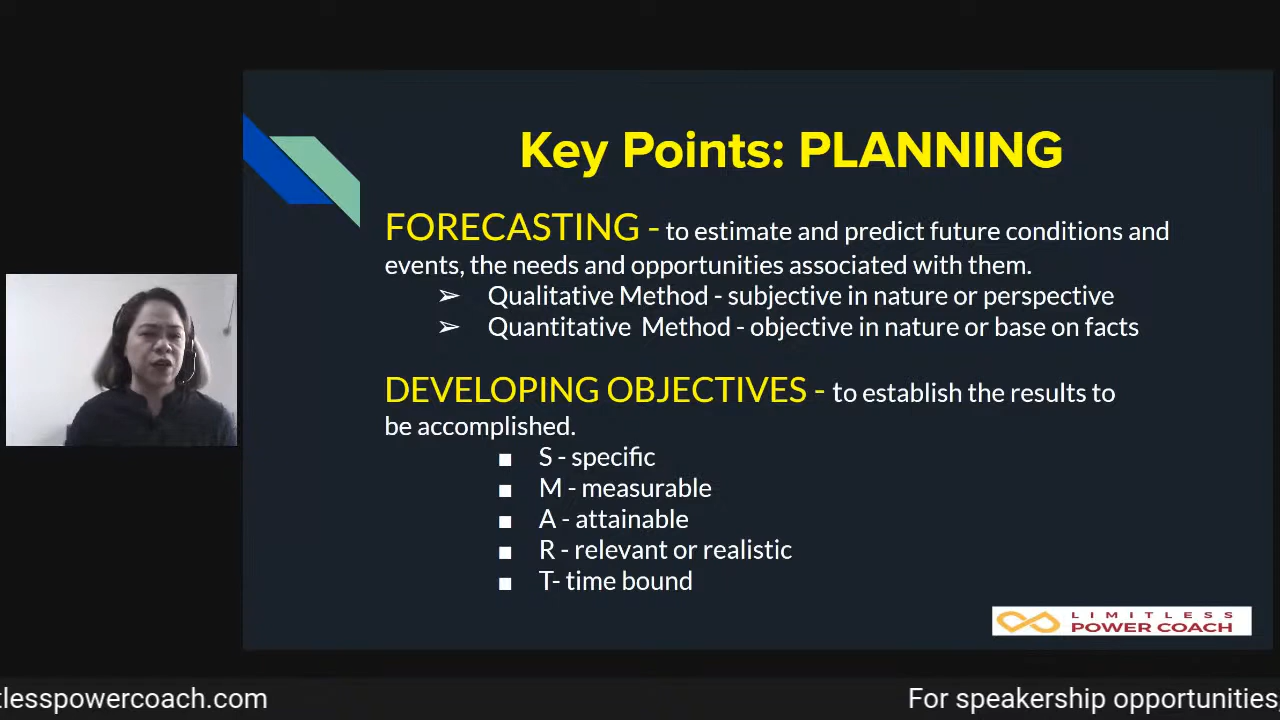 Key Points: PLANNING
FORECASTING - to estimate and predict future conditions and
events, the needs and opportunities associated with them.
➢ Qualitative Method - subjective in nature or perspective
➢ Quantitative Method - objective in nature or base on facts
DEVELOPING OBJECTIVES - to establish the results to
be accomplished.
■ S - specific
■ M - measurable
■ A - attainable
■ R - relevant or realistic
■ T- time bound
LIMITLESS
POWER COACH
tlesspowercoach.com
For speakership opportunities,